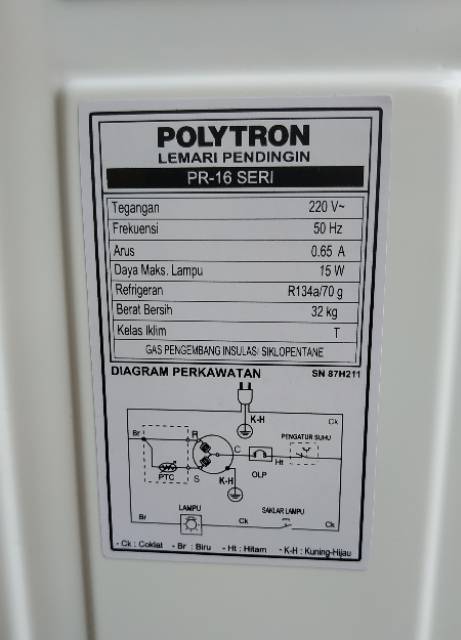 POLYTRON
LEMARI PENDINGIN
PR-16 SERI
Tegangan 220 V~
Frekuensi 50 Hz
Arus 0.65 A
Daya Maks. Lampu 15 W
Refrigeran R134a/70 g
Berat Bersih 32 kg
Kelas Iklim T
GAS PENGEMBANG INSULASI SIKLOPENTANE
DIAGRAM PERKAWATAN SN 87H211
K-H Ck
Br R PENGATUR SUHU
C Ht
PTC S K-H OLP
LAMPU SAKLAR LAMPU
Br Ck Ck
- Ck : Coklat - Br : Biru - Ht : Hitam - K-H : Kuning-Hijau